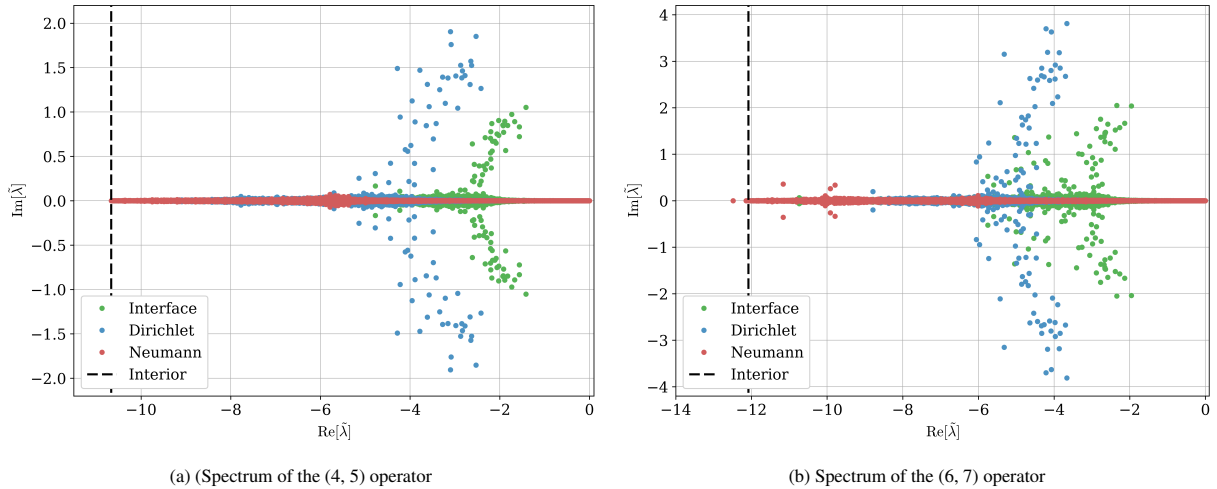 2.0
1.5
1.0
0.5
0.0
−0.5
−1.0
−1.5
−2.0
Im[λ̃]
Interface
Dirichlet
Neumann
Interior
−10
−8
−6
−4
−2
0
Re[λ̃]
(a) (Spectrum of the (4, 5) operator
4
3
2
1
0
−1
−2
−3
−4
Im[λ̃]
Interface
Dirichlet
Neumann
Interior
−14
−12
−10
−8
−6
−4
−2
0
Re[λ̃]
(b) Spectrum of the (6, 7) operator